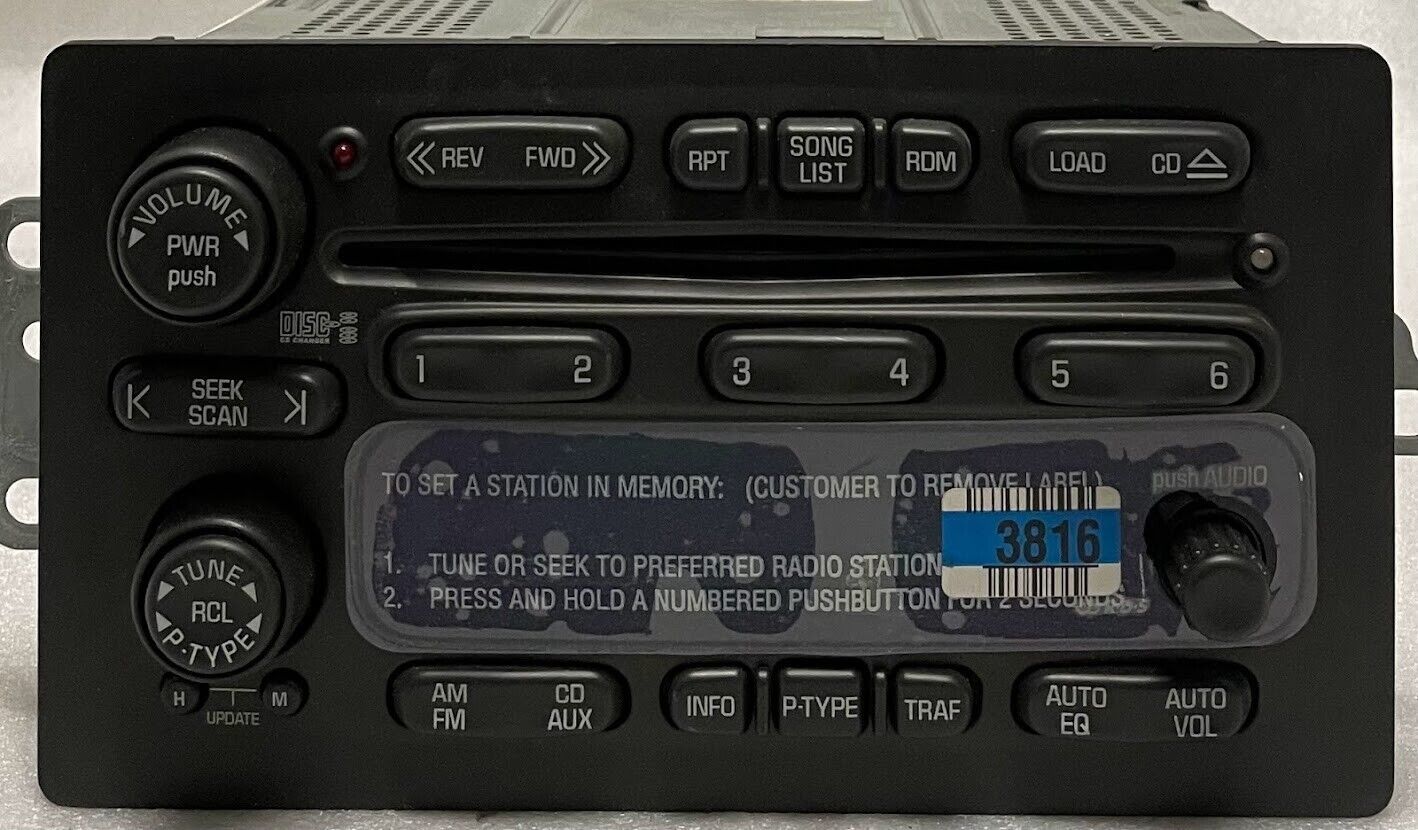 REV FWD
RPT
SONG
LIST
RDM
LOAD CD
VOLUME
PWR
push
DISC
CD CHANGER
1 2 3 4 5 6
SEEK
SCAN
TO SET A STATION IN MEMORY: (CUSTOMER TO REMOVE LABEL)
push AUDIO
3816
1. TUNE OR SEEK TO PREFERRED RADIO STATION
2. PRESS AND HOLD A NUMBERED PUSHBUTTON FOR 2 SECONDS
TUNE
RCL
P-TYPE
H M
UPDATE
AM
FM
CD
AUX
INFO
P-TYPE
TRAF
AUTO
EQ
AUTO
VOL